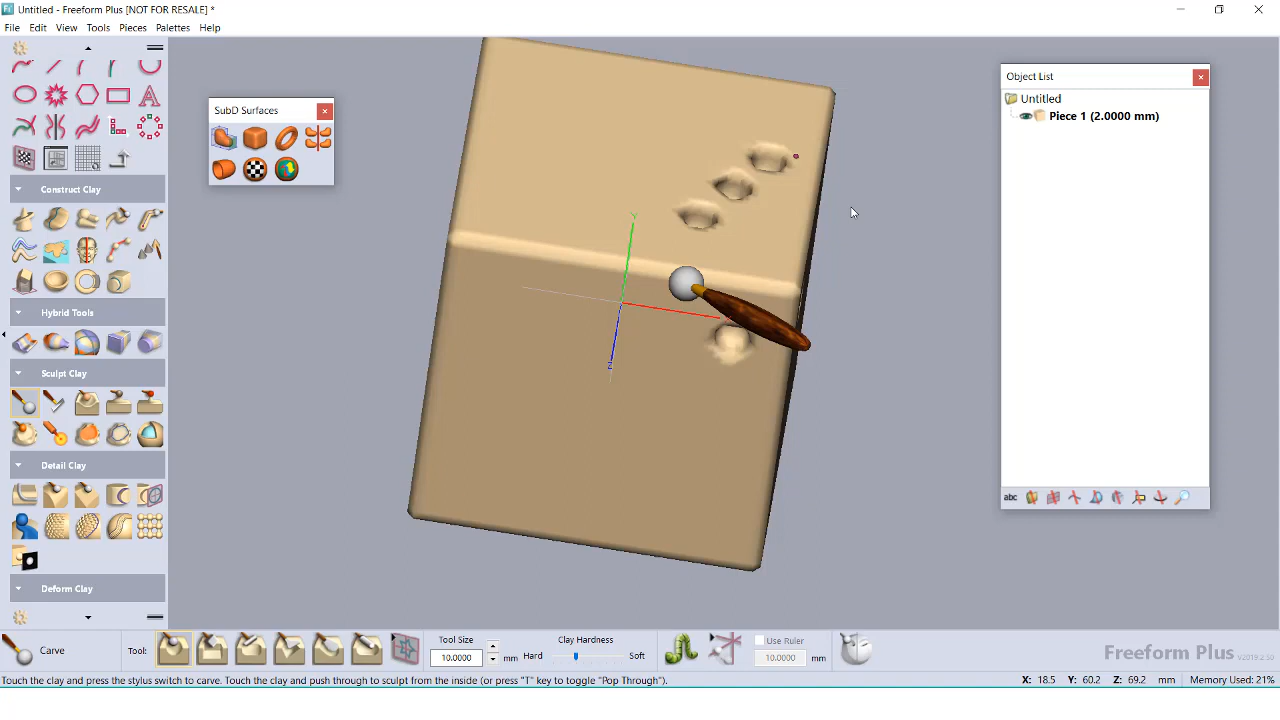 Untitled - Freeform Plus [NOT FOR RESALE] *
File Edit View Tools Pieces Palettes Help
Construct Clay
Hybrid Tools
Sculpt Clay
Detail Clay
Deform Clay
SubD Surfaces
Y
Z
Object List
Untitled
Piece 1 (2.0000 mm)
abc
Carve
Tool:
Tool Size
10.0000 mm
Clay Hardness
Hard Soft
Use Ruler
10.0000 mm
Freeform Plus v2019.2.50
Touch the clay and press the stylus switch to carve. Touch the clay and push through to sculpt from the inside (or press "T" key to toggle "Pop Through").
X: 18.5 Y: 60.2 Z: 69.2 mm Memory Used: 21%